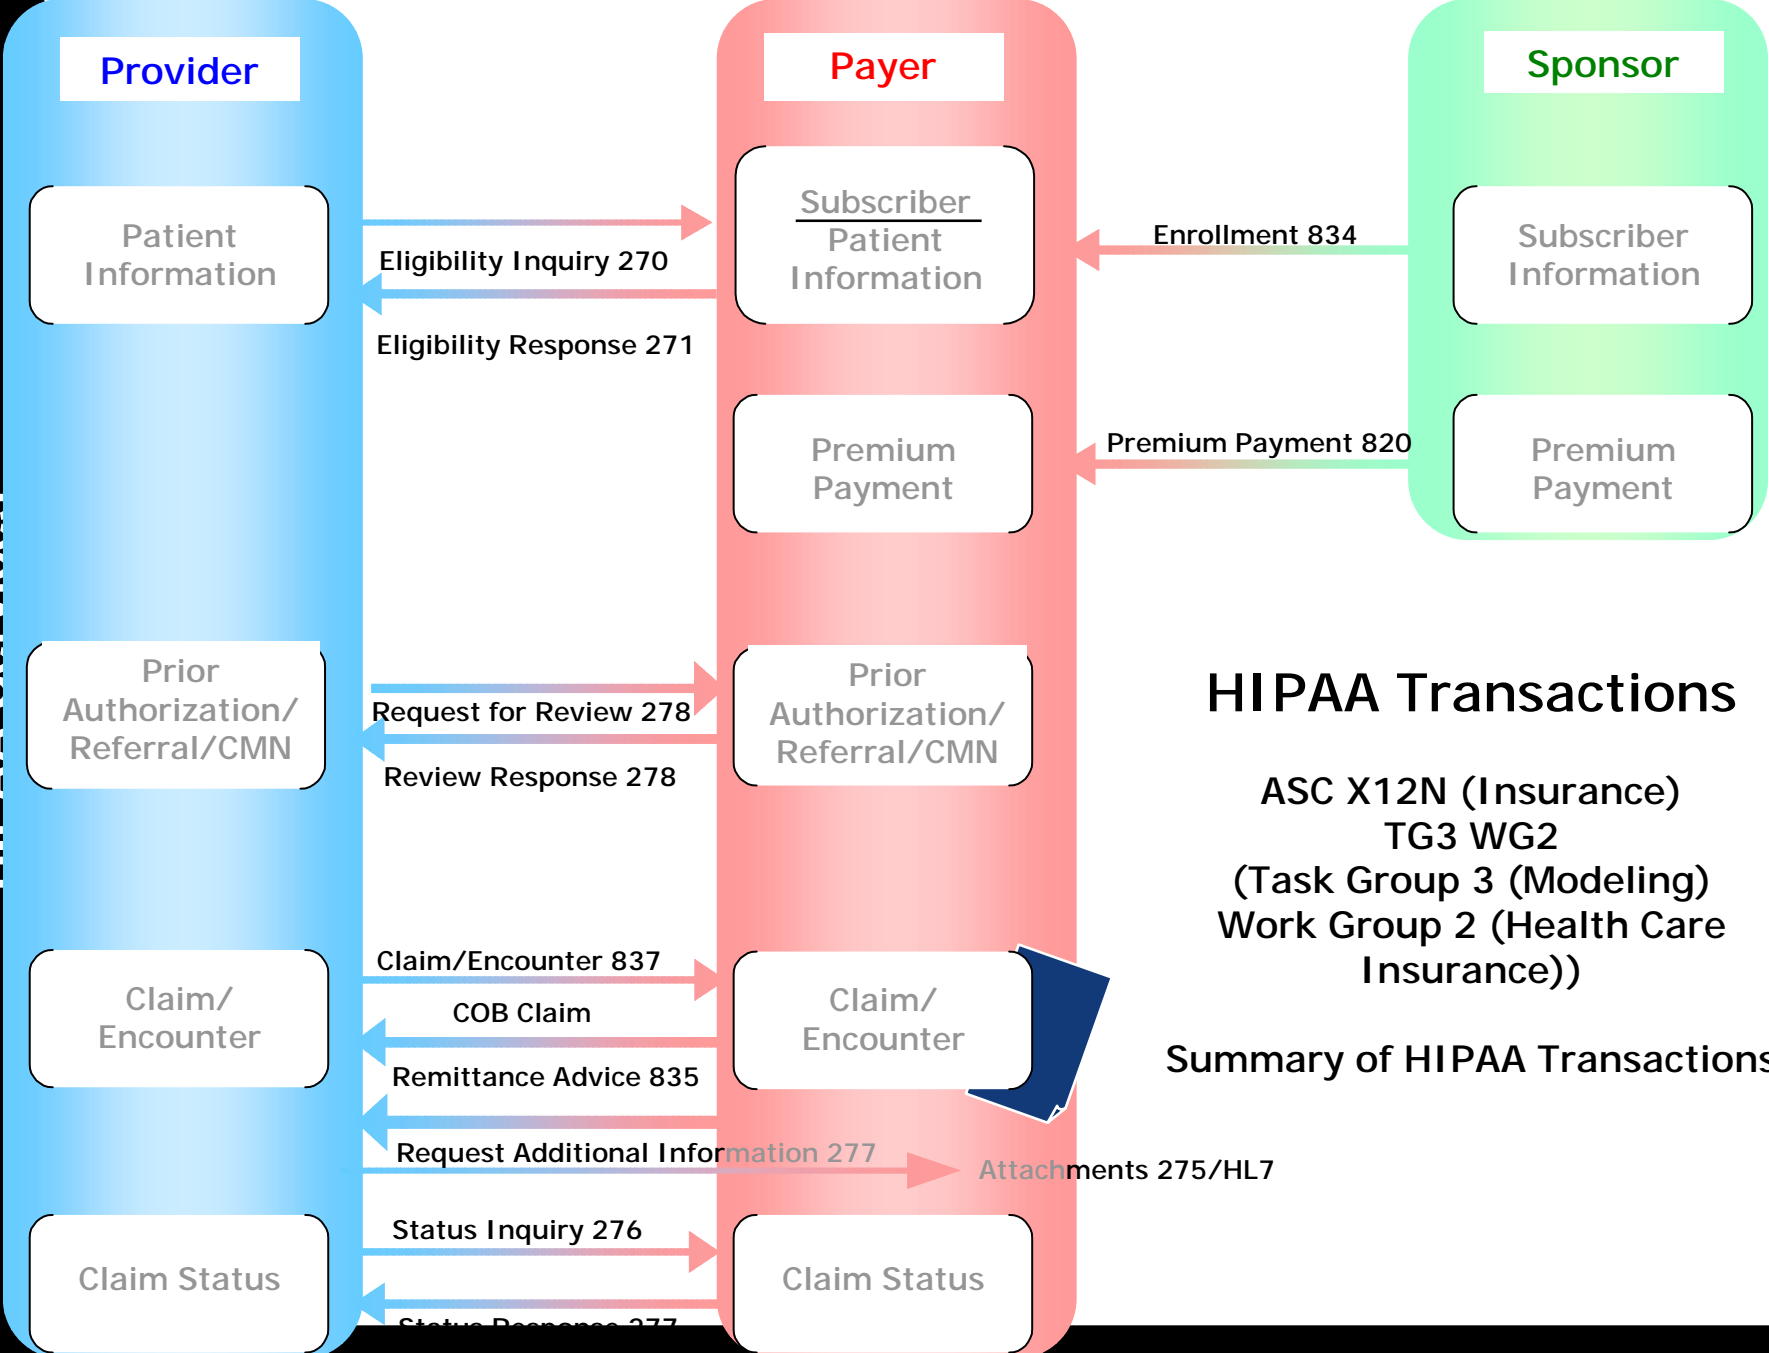 Provider
Payer
Sponsor
Patient
Information
Eligibility Inquiry 270
Eligibility Response 271
Subscriber
Patient
Information
Enrollment 834
Subscriber
Information
Premium
Payment
Premium Payment 820
Premium
Payment
Prior
Authorization/
Referral/CMN
Request for Review 278
Review Response 278
Prior
Authorization/
Referral/CMN
HIPAA Transactions
ASC X12N (Insurance)
TG3 WG2
(Task Group 3 (Modeling)
Work Group 2 (Health Care
Insurance))
Summary of HIPAA Transactions
Claim/
Encounter
Claim/Encounter 837
COB Claim
Remittance Advice 835
Claim/
Encounter
Request Additional Information 277
Attachments 275/HL7
Claim Status
Status Inquiry 276
Status Response 277
Claim Status